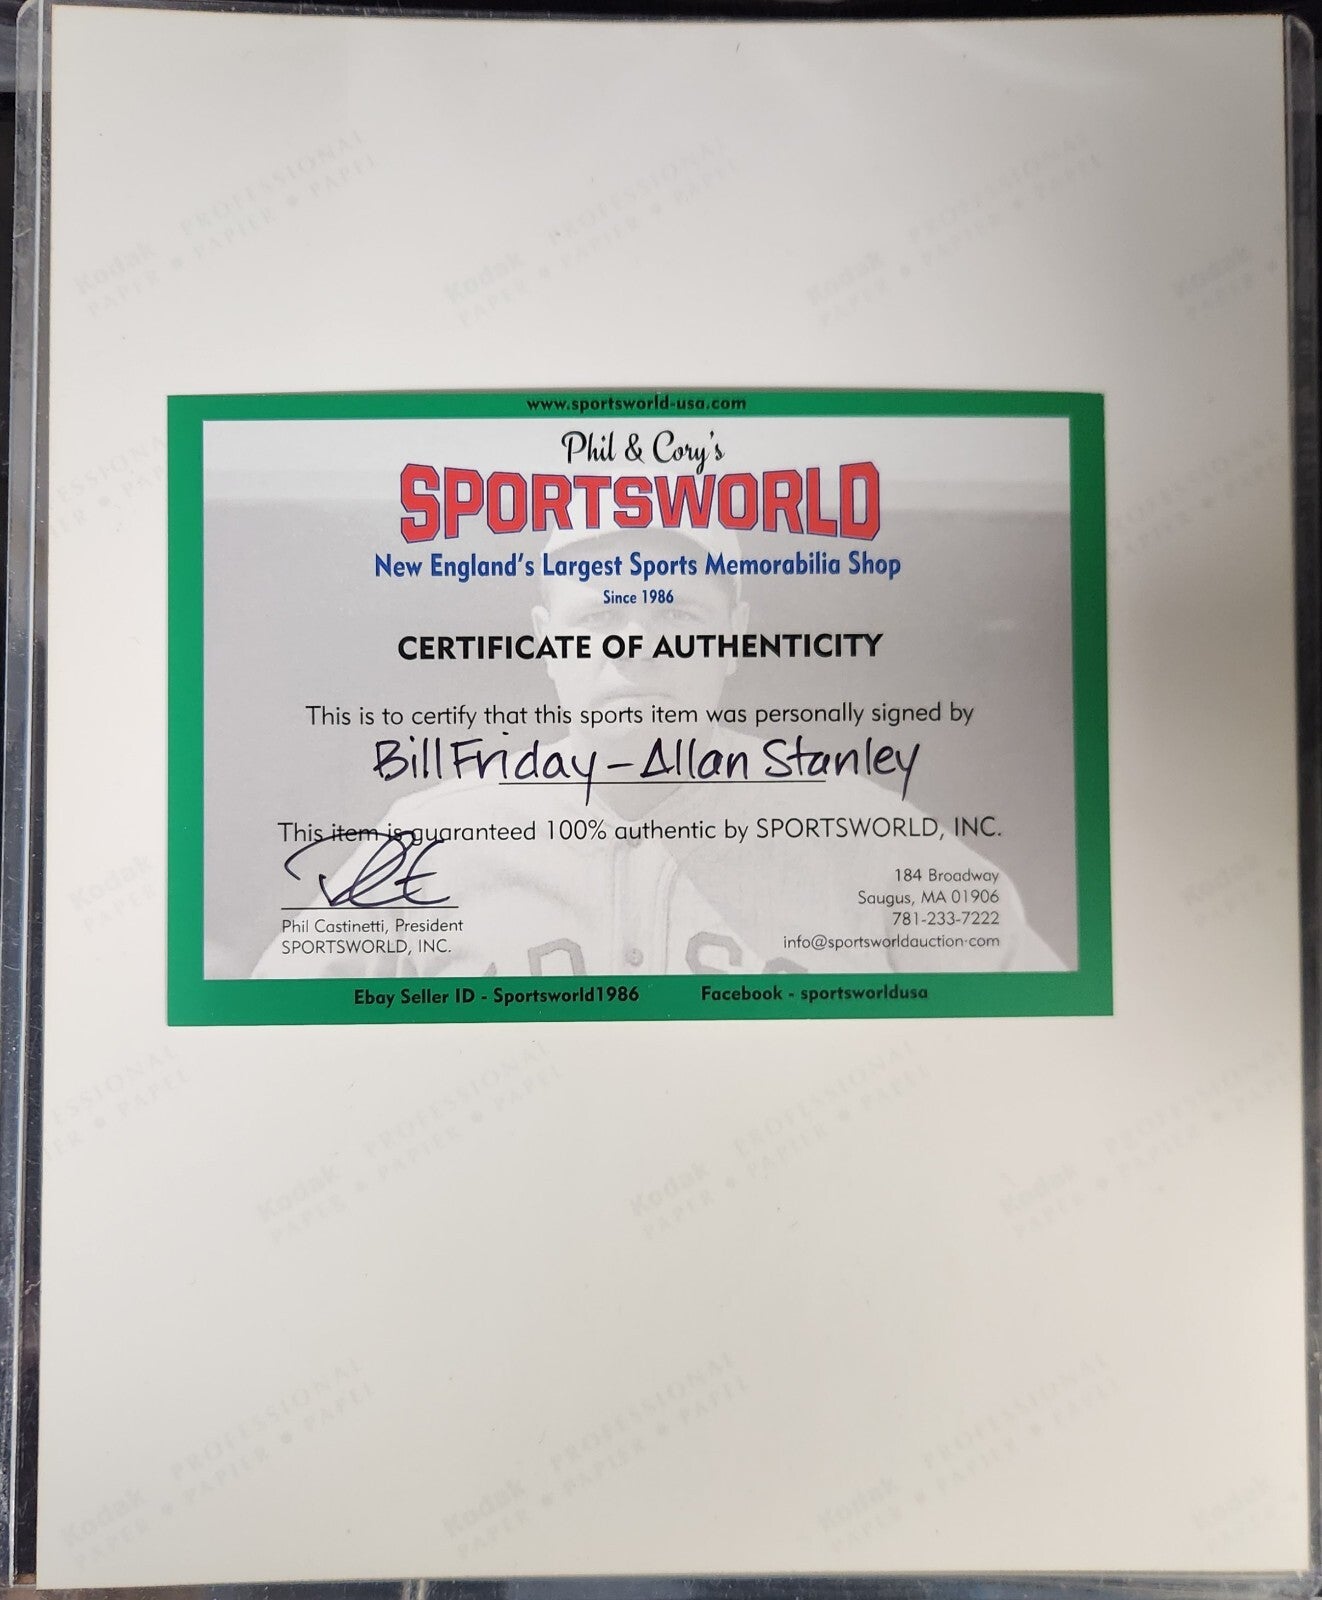 Kodak PROFESSIONAL
PAPER • PAPIER • PAPEL
www.sportsworld-usa.com
Phil & Cory's
SPORTSWORLD
New England's Largest Sports Memorabilia Shop
Since 1986
CERTIFICATE OF AUTHENTICITY
This is to certify that this sports item was personally signed by
Bill Friday - Allan Stanley
This item is guaranteed 100% authentic by SPORTSWORLD, INC.
184 Broadway
Saugus, MA 01906
781-233-7222
info@sportsworldauction.com
Phil Castinetti, President
SPORTSWORLD, INC.
Ebay Seller ID - Sportsworld1986
Facebook - sportsworldusa